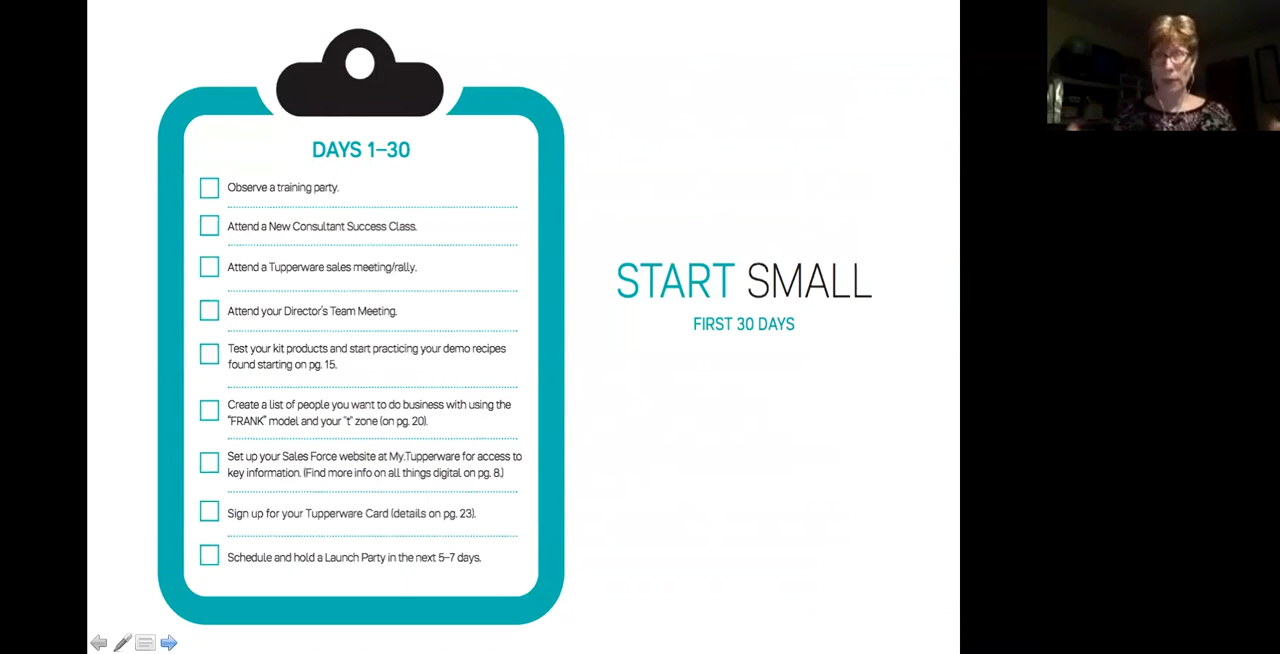 DAYS 1–30
Observe a training party.
Attend a New Consultant Success Class.
Attend a Tupperware sales meeting/rally.
Attend your Director's Team Meeting.
Test your kit products and start practicing your demo recipes
found starting on pg. 15.
Create a list of people you want to do business with using the
"FRANK" model and your "t" zone (on pg. 20).
Set up your Sales Force website at My.Tupperware for access to
key information. (Find more info on all things digital on pg. 8.)
Sign up for your Tupperware Card (details on pg. 23).
Schedule and hold a Launch Party in the next 5–7 days.
START SMALL
FIRST 30 DAYS